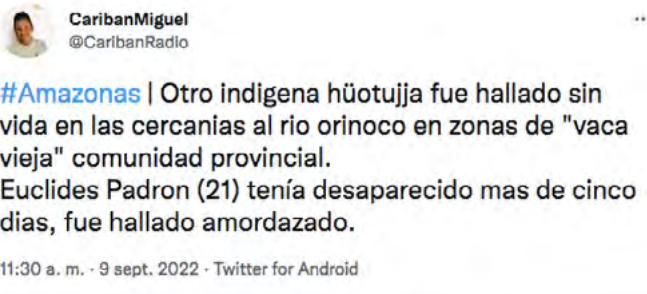 CaribanMiguel
@CaribanRadio
#Amazonas | Otro indigena hüotujja fue hallado sin
vida en las cercanias al rio orinoco en zonas de "vaca
vieja" comunidad provincial.
Euclides Padron (21) tenía desaparecido mas de cinco
dias, fue hallado amordazado.
11:30 a. m. · 9 sept. 2022 · Twitter for Android